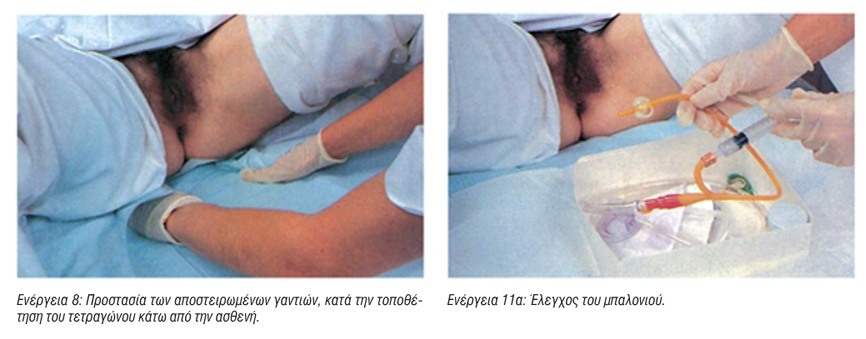 Ενέργεια 8: Προστασία των αποστειρωμένων γαντιών, κατά την τοποθέ-
τηση του τετραγώνου κάτω από την ασθενή.
Ενέργεια 11α: Έλεγχος του μπαλονιού.